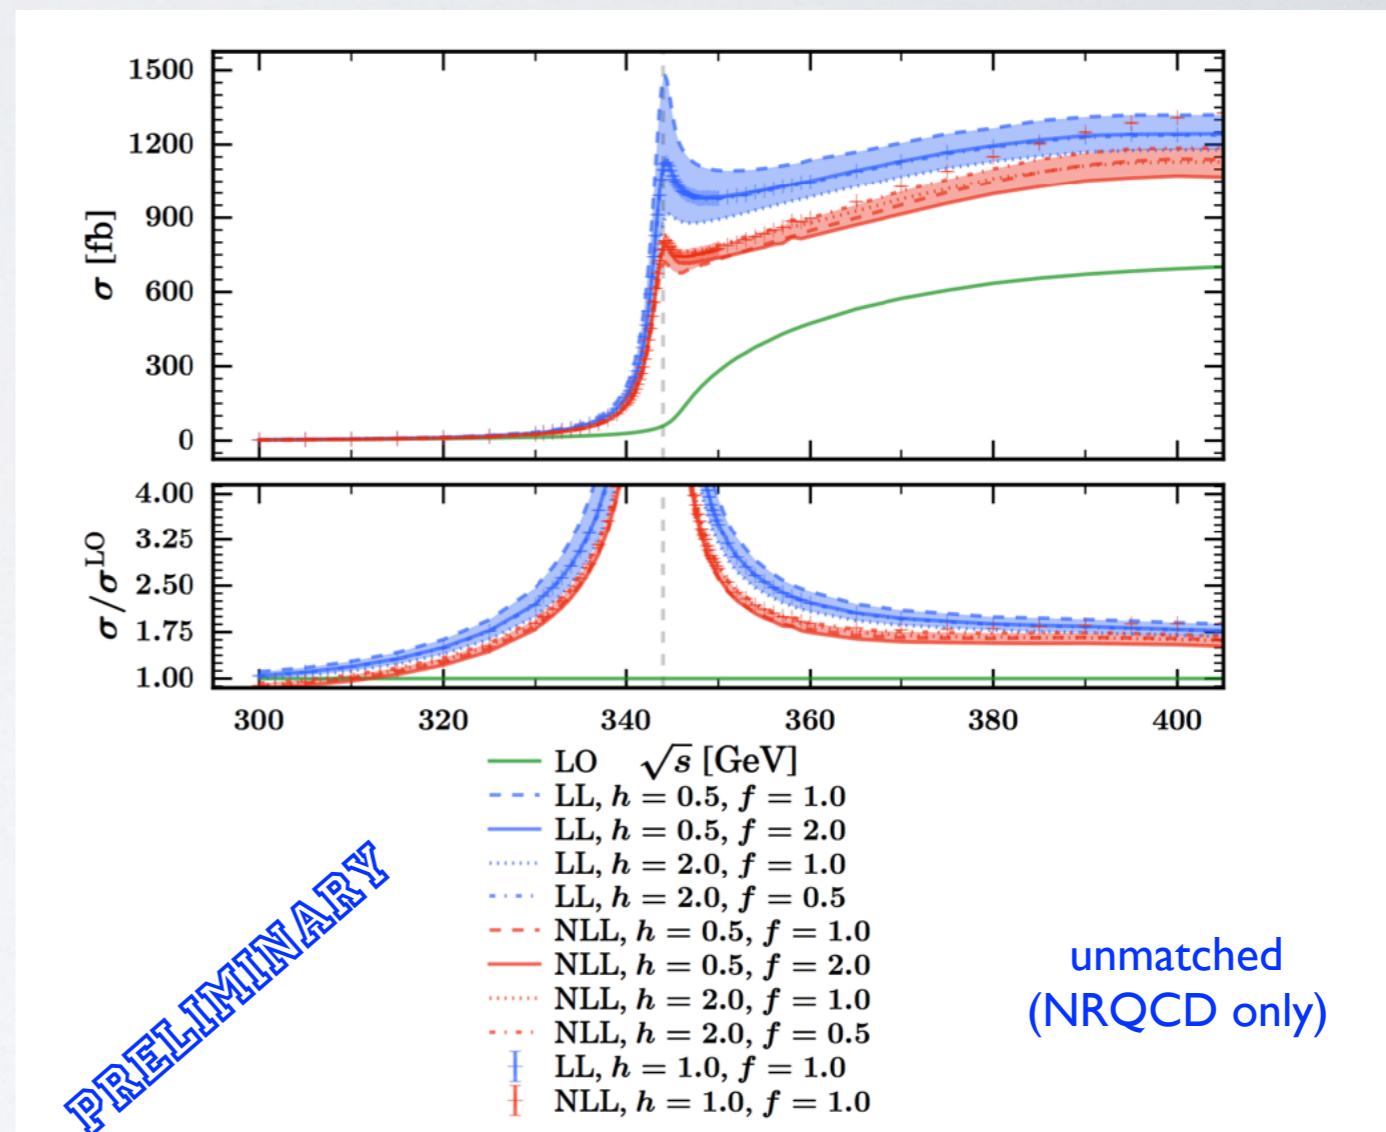 1500
1200
900
600
300
0
σ [fb]
4.00
3.25
2.50
1.75
1.00
σ/σ^LO
300 320 340 360 380 400
√s [GeV]
LO
LL, h = 0.5, f = 1.0
LL, h = 0.5, f = 2.0
LL, h = 2.0, f = 1.0
LL, h = 2.0, f = 0.5
NLL, h = 0.5, f = 1.0
NLL, h = 0.5, f = 2.0
NLL, h = 2.0, f = 1.0
NLL, h = 2.0, f = 0.5
LL, h = 1.0, f = 1.0
NLL, h = 1.0, f = 1.0
PRELIMINARY
unmatched
(NRQCD only)